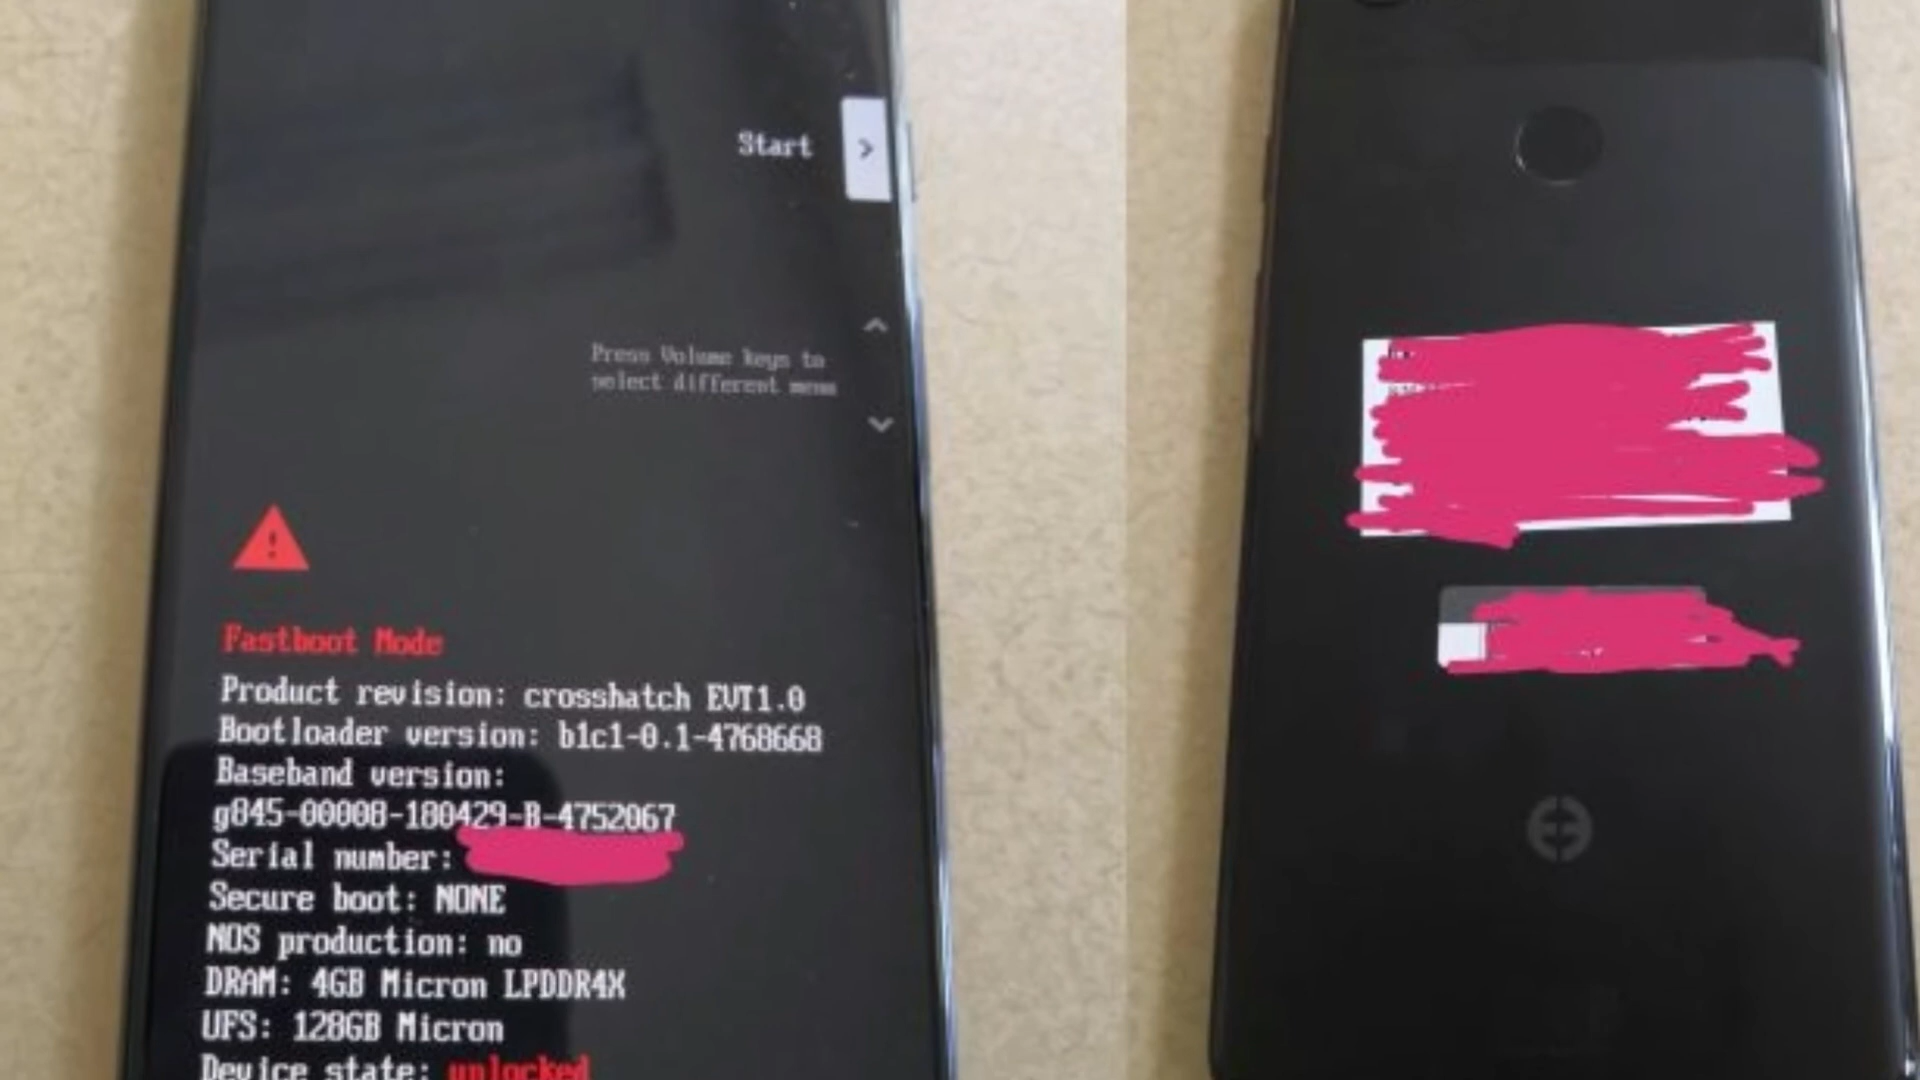 Start
>
Press Volume keys to
select different menu
Fastboot Mode
Product revision: crosshatch EVT1.0
Bootloader version: b1c1-0.1-4768668
Baseband version:
g845-00008-180429-B-4752067
Serial number:
Secure boot: NONE
NOS production: no
DRAM: 4GB Micron LPDDR4X
UFS: 128GB Micron
Device state: unlocked